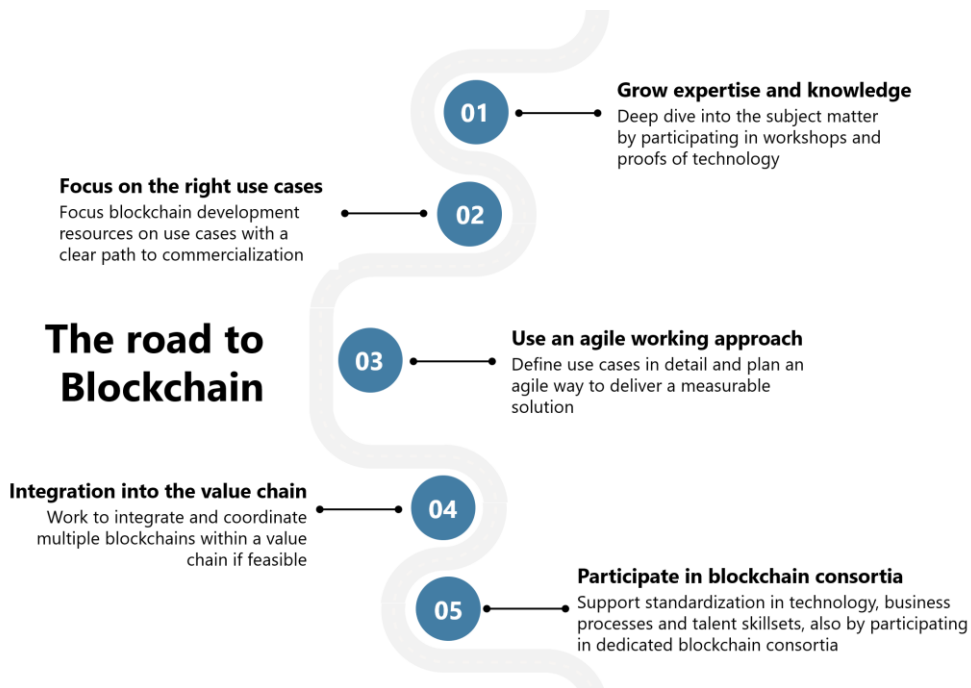 01
Grow expertise and knowledge
Deep dive into the subject matter
by participating in workshops and
proofs of technology
Focus on the right use cases
Focus blockchain development
resources on use cases with a
clear path to commercialization
02
The road to
Blockchain
03
Use an agile working approach
Define use cases in detail and plan an
agile way to deliver a measurable
solution
Integration into the value chain
Work to integrate and coordinate
multiple blockchains within a value
chain if feasible
04
05
Participate in blockchain consortia
Support standardization in technology, business
processes and talent skillsets, also by participating
in dedicated blockchain consortia